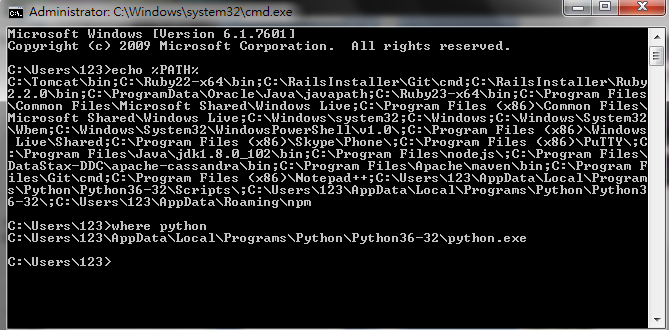 Administrator: C:\Windows\system32\cmd.exe
Microsoft Windows [Version 6.1.7601]
Copyright (c) 2009 Microsoft Corporation.  All rights reserved.
C:\Users\123>echo %PATH%
C:\Tomcat\bin;C:\Ruby22-x64\bin;C:\RailsInstaller\Git\cmd;C:\RailsInstaller\Ruby
2.2.0\bin;C:\ProgramData\Oracle\Java\javapath;C:\Ruby23-x64\bin;C:\Program Files
\Common Files\Microsoft Shared\Windows Live;C:\Program Files (x86)\Common Files\
Microsoft Shared\Windows Live;C:\Windows\system32;C:\Windows;C:\Windows\System32
\Wbem;C:\Windows\System32\WindowsPowerShell\v1.0\;C:\Program Files (x86)\Windows
 Live\Shared;C:\Program Files (x86)\Skype\Phone\;C:\Program Files (x86)\PuTTY\;C
:\Program Files\Java\jdk1.8.0_102\bin;C:\Program Files\nodejs\;C:\Program Files\
DataStax-DDC\apache-cassandra\bin;C:\Program Files\Apache\maven\bin;C:\Program F
iles\Git\cmd;C:\Program Files (x86)\Notepad++;C:\Users\123\AppData\Local\Program
s\Python\Python36-32\Scripts\;C:\Users\123\AppData\Local\Programs\Python\Python3
6-32\;C:\Users\123\AppData\Roaming\npm
C:\Users\123>where python
C:\Users\123\AppData\Local\Programs\Python\Python36-32\python.exe
C:\Users\123>